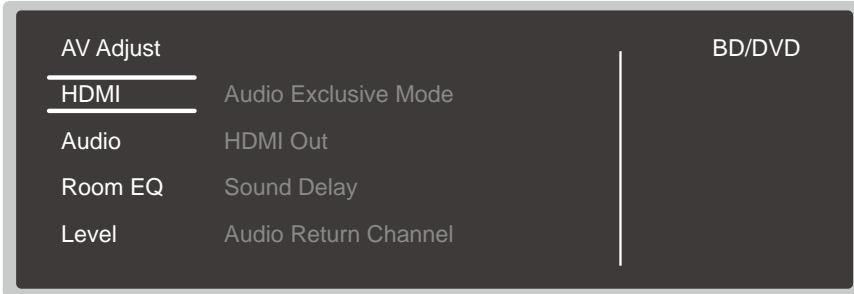 AV Adjust BD/DVD
HDMI Audio Exclusive Mode
Audio HDMI Out
Room EQ Sound Delay
Level Audio Return Channel